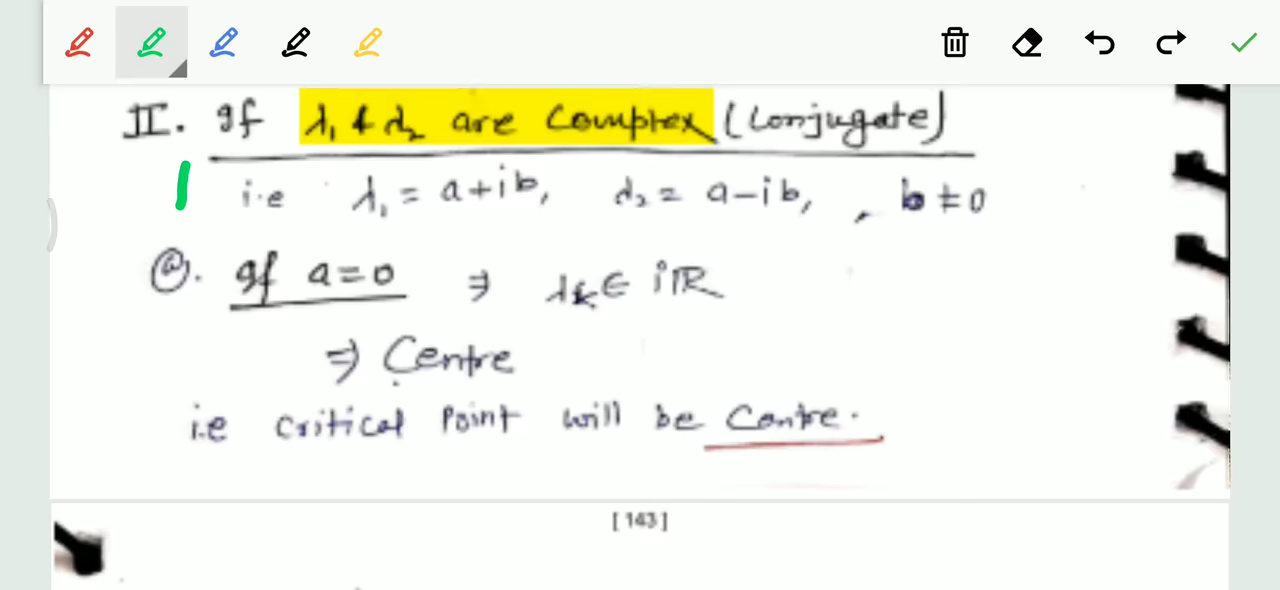 II. If λ₁ & λ₂ are Complex (Conjugate)
i.e λ₁ = a+ib, λ₂ = a-ib, , b ≠ 0
(a). If a=0 ⇒ λk ∈ iℝ
⇒ Centre
i.e critical Point will be Centre.
[ 143 ]